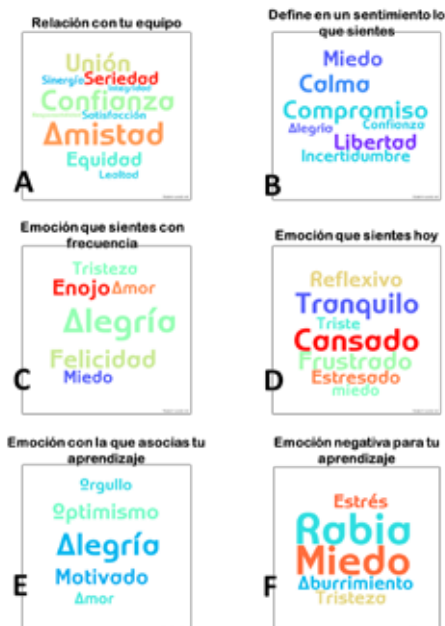 Relación con tu equipo
Unión
Sinergía Seriedad
Integridad
Confianza
Satisfacción
Amistad
Equidad
Lealtad
A
Define en un sentimiento lo
que sientes
Miedo
Calma
Compromiso
Alegría Confianza
Libertad
Incertidumbre
B
Emoción que sientes con
frecuencia
Tristeza
Enojo Amor
Alegría
Felicidad
Miedo
C
Emoción que sientes hoy
Reflexivo
Tranquilo
Triste
Cansado
Frustrado
Estresado
miedo
D
Emoción con la que asocias tu
aprendizaje
Orgullo
Optimismo
Alegría
Motivado
Amor
E
Emoción negativa para tu
aprendizaje
Estrés
Rabia
Miedo
Aburrimiento
Tristeza
F